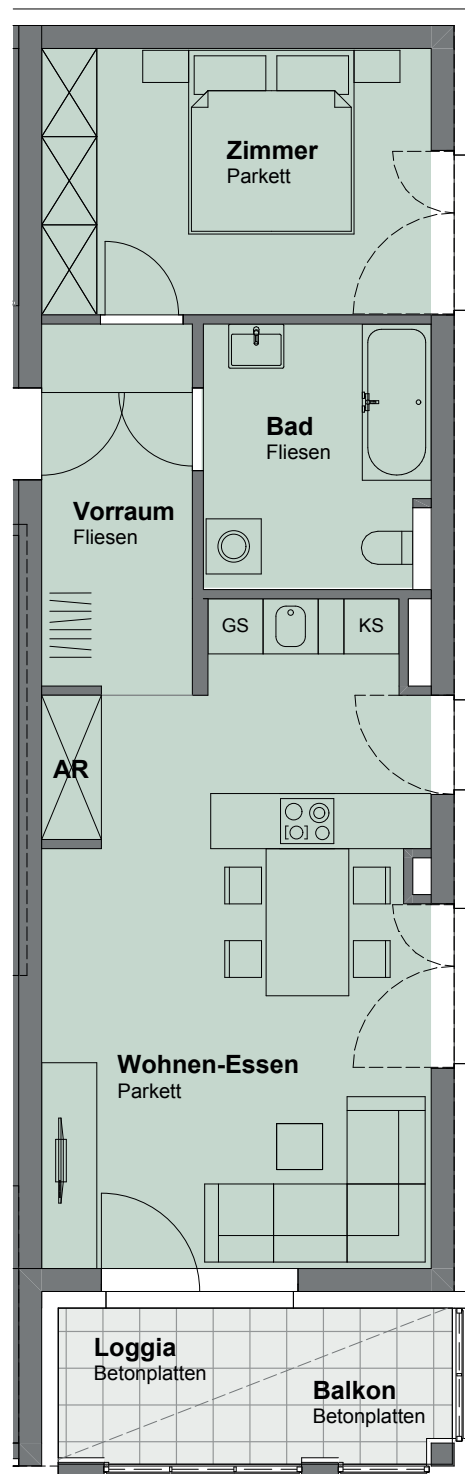 Zimmer
Parkett
Bad
Fliesen
Vorraum
Fliesen
GS
KS
AR
Wohnen-Essen
Parkett
Loggia
Betonplatten
Balkon
Betonplatten